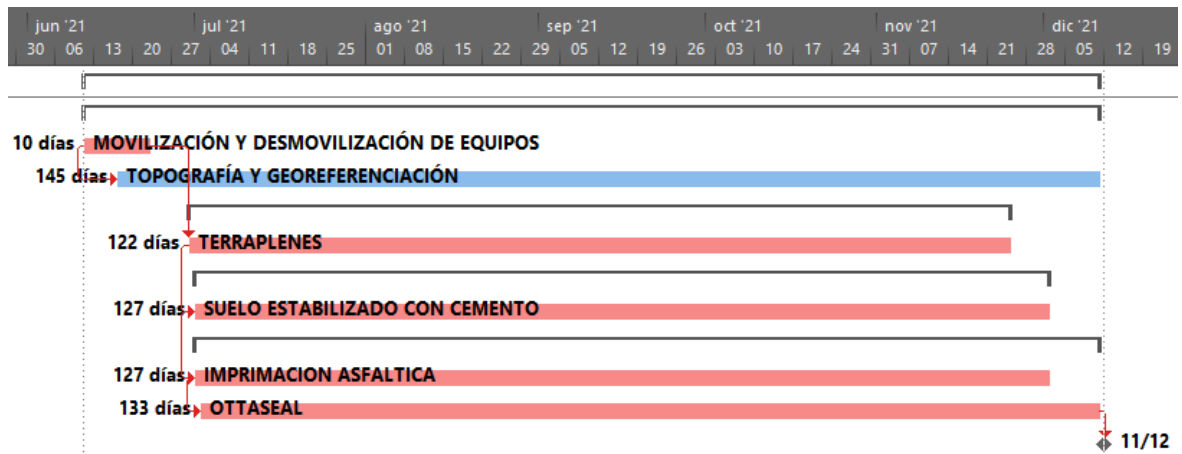 jun '21 jul '21 ago '21 sep '21 oct '21 nov '21 dic '21
30 06 13 20 27 04 11 18 25 01 08 15 22 29 05 12 19 26 03 10 17 24 31 07 14 21 28 05 12 19
10 días MOVILIZACIÓN Y DESMOVILIZACIÓN DE EQUIPOS
145 días TOPOGRAFÍA Y GEOREFERENCIACIÓN
122 días TERRAPLENES
127 días SUELO ESTABILIZADO CON CEMENTO
127 días IMPRIMACION ASFALTICA
133 días OTTASEAL
11/12